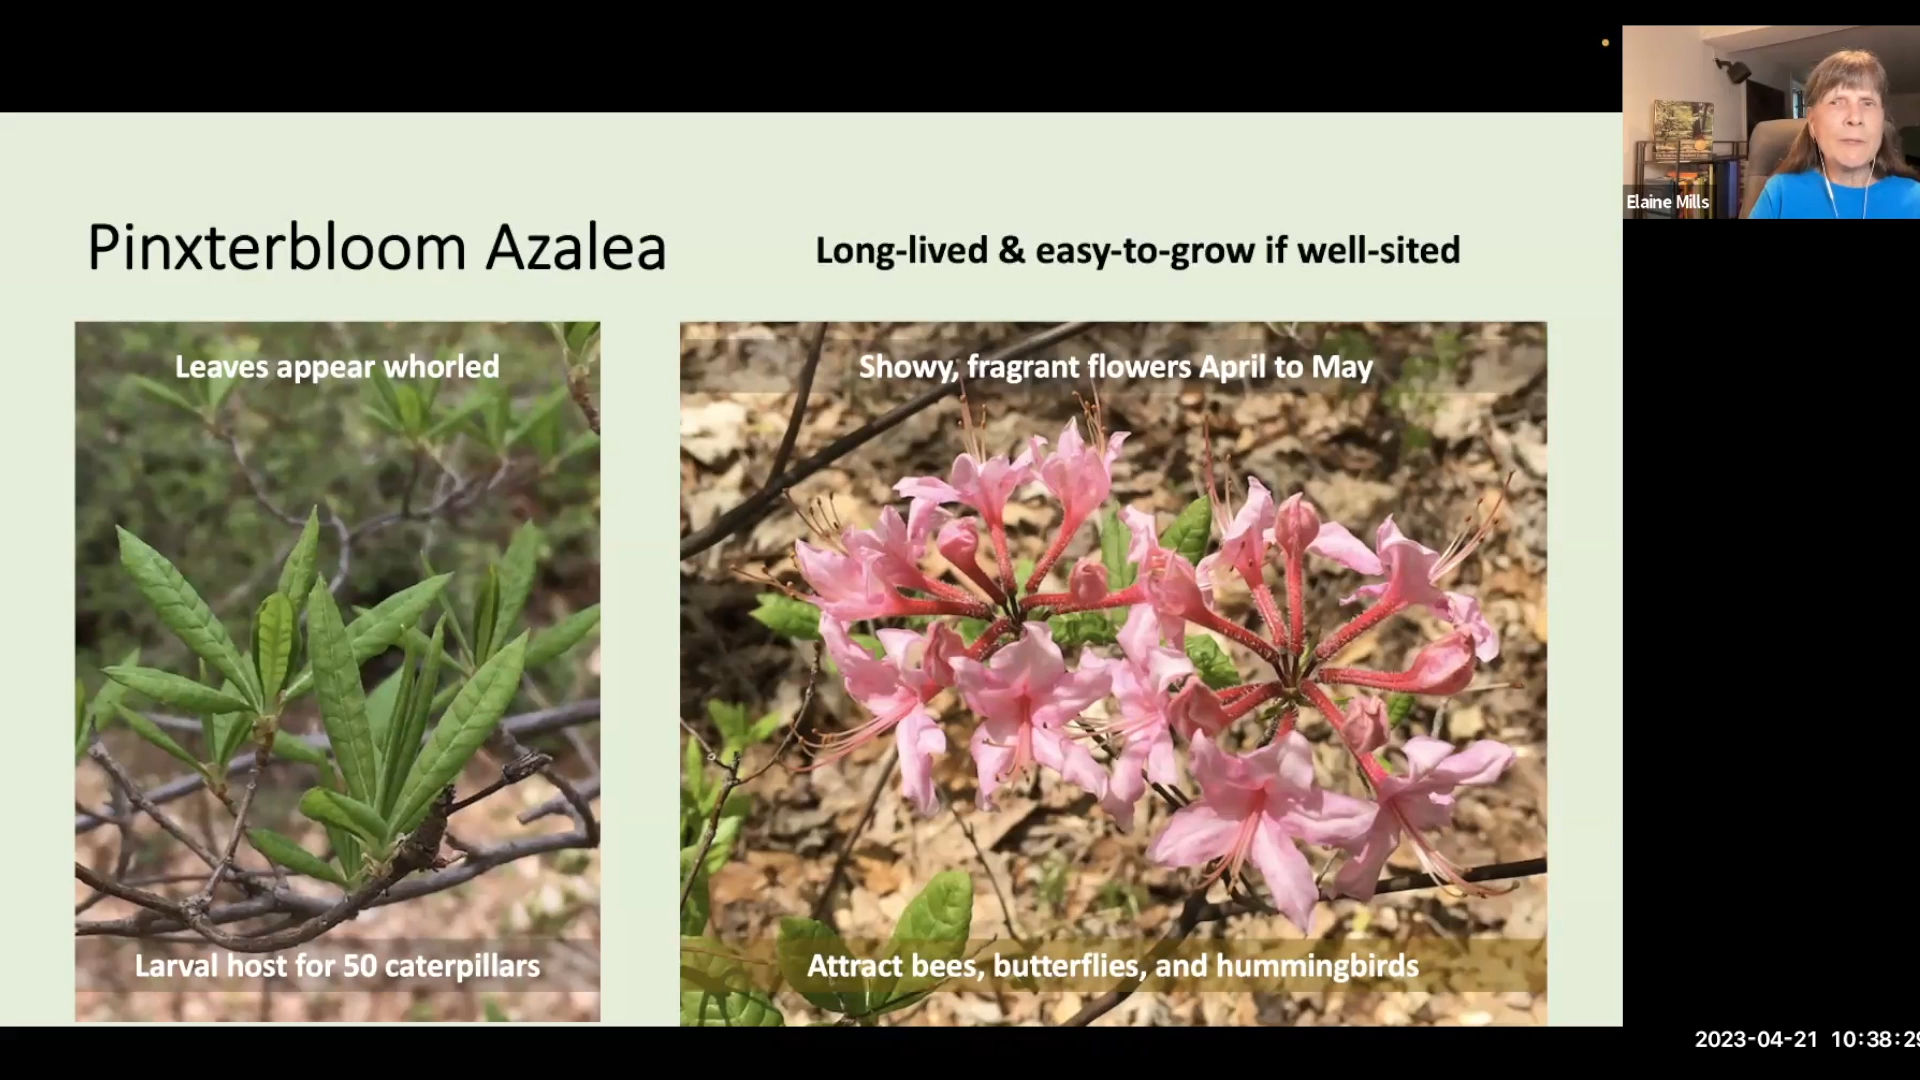 Elaine Mills
Pinxterbloom Azalea
Long-lived & easy-to-grow if well-sited
Leaves appear whorled
Showy, fragrant flowers April to May
Larval host for 50 caterpillars
Attract bees, butterflies, and hummingbirds
2023-04-21 10:38:29